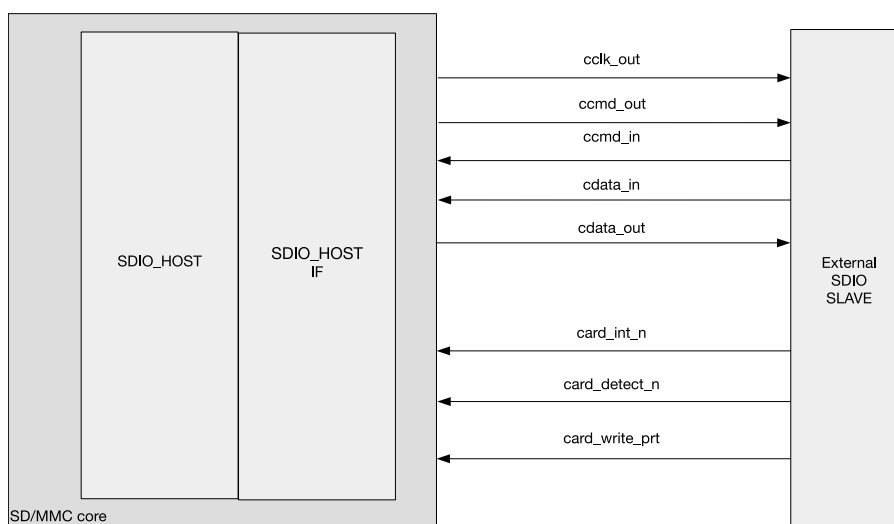 cclk_out
ccmd_out
ccmd_in
cdata_in
cdata_out
SDIO_HOST
SDIO_HOST
IF
External
SDIO
SLAVE
card_int_n
card_detect_n
card_write_prt
SD/MMC core